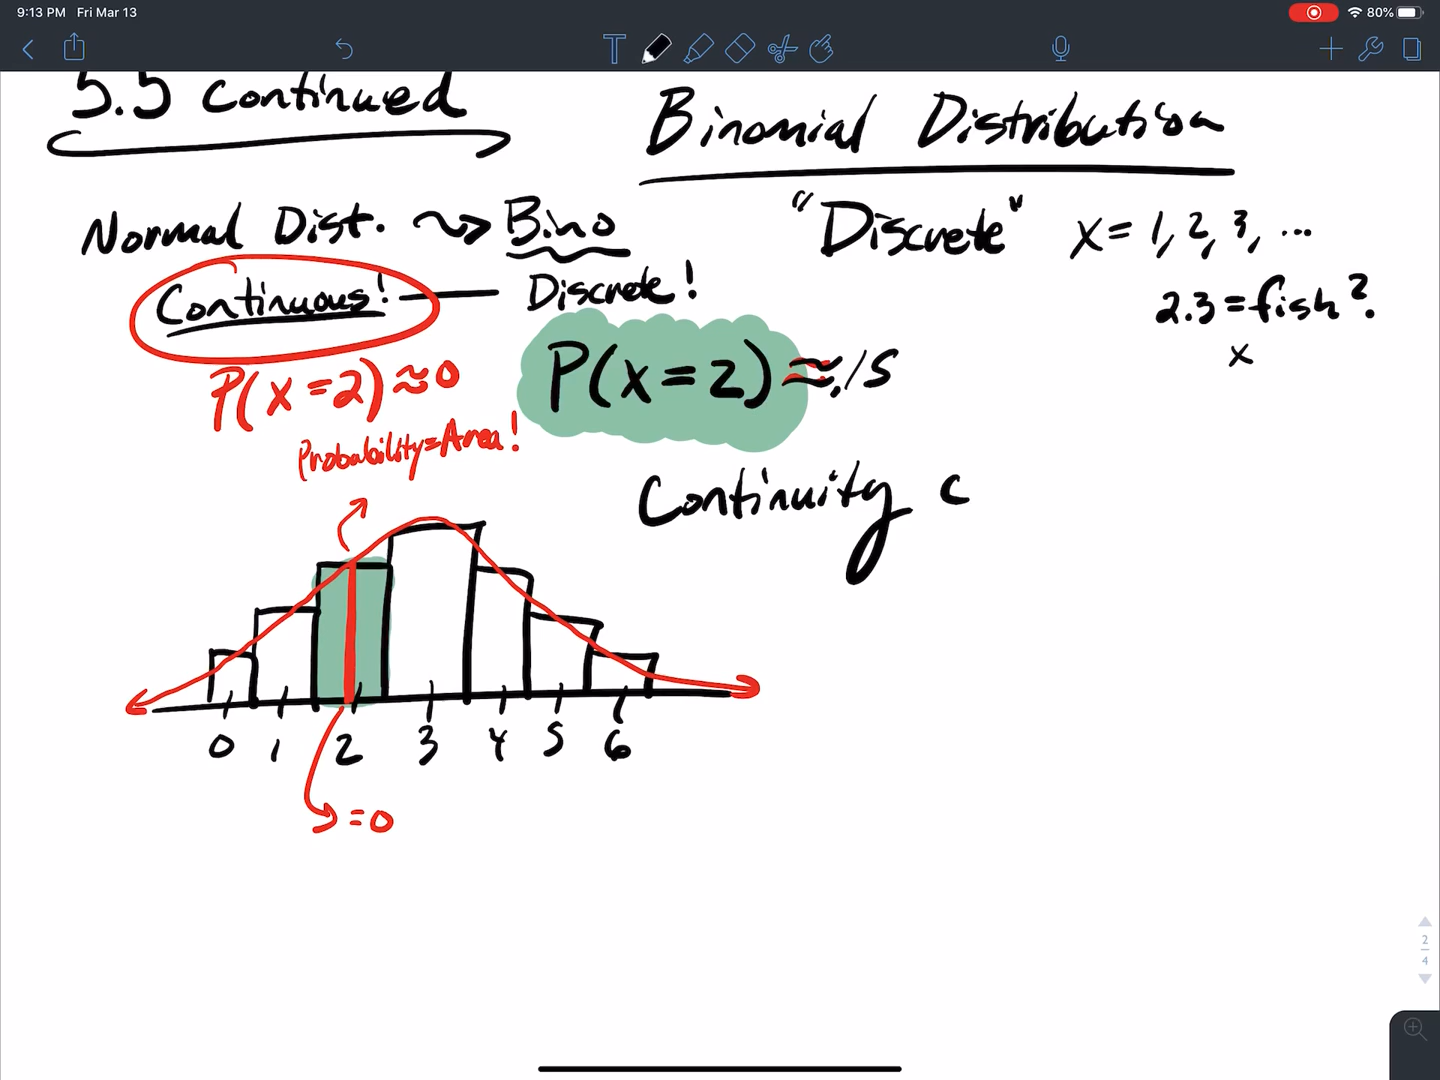 9:13 PM Fri Mar 13
80%
T
5.5 Continued
Binomial Distribution
Normal Dist. ⤳ Bino
"Discrete" x = 1, 2, 3, ...
Continuous! — Discrete!
2.3 = fish?
x
P(x=2) ≈ 0
P(x=2) ≈ .15
Probability = Area!
Continuity c
0 1 2 3 4 5 6
= 0
2
4